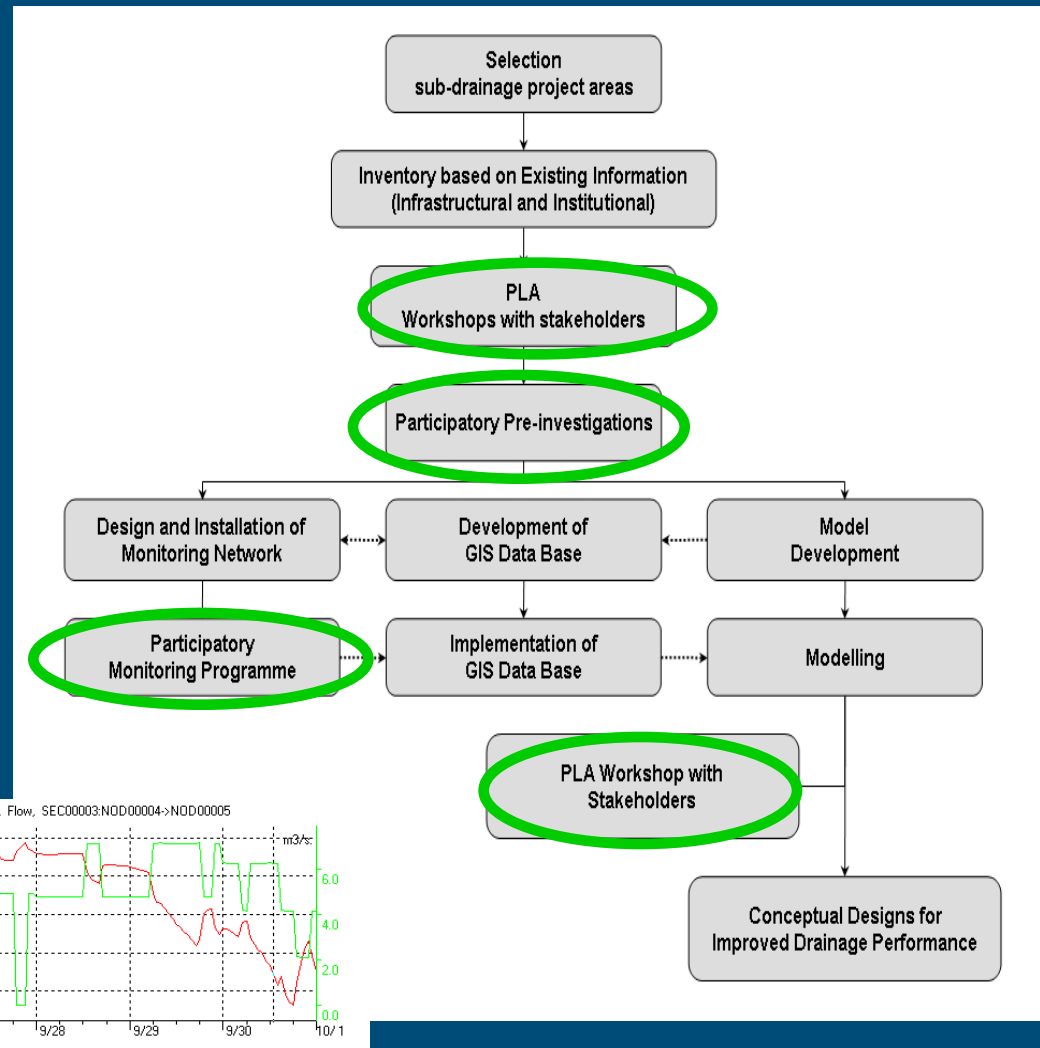 Selection
sub-drainage project areas
Inventory based on Existing Information
(Infrastructural and Institutional)
PLA
Workshops with stakeholders
Participatory Pre-investigations
Design and Installation of
Monitoring Network
Development of
GIS Data Base
Model
Development
Participatory
Monitoring Programme
Implementation of
GIS Data Base
Modelling
PLA Workshop with
Stakeholders
Conceptual Designs for
Improved Drainage Performance
Flow, SEC00003:NOD00004->NOD00005
m3/s:
6.0
4.0
2.0
0.0
9/28
9/29
9/30
10/ 1